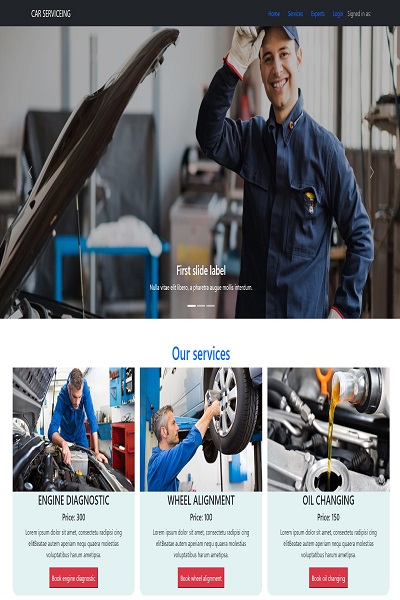 CAR SERVICEING
Home Services Experts Login Signed in as:
First slide label
Nulla vitae elit libero, a pharetra augue mollis interdum.
Our services
ENGINE DIAGNOSTIC
Price: 300
Lorem ipsum dolor sit amet, consectetu radipisi cing
elitBeatae autem aperiam nequ quaera molestias
voluptatibus harum ametipsa.
Book engine diagnostic
WHEEL ALIGNMENT
Price: 100
Lorem ipsum dolor sit amet, consectetu radipisi cing
elitBeatae autem aperiam nequ quaera molestias
voluptatibus harum ametipsa.
Book wheel alignment
OIL CHANGING
Price: 150
Lorem ipsum dolor sit amet, consectetu radipisi cing
elitBeatae autem aperiam nequ quaera molestias
voluptatibus harum ametipsa.
Book oil changing